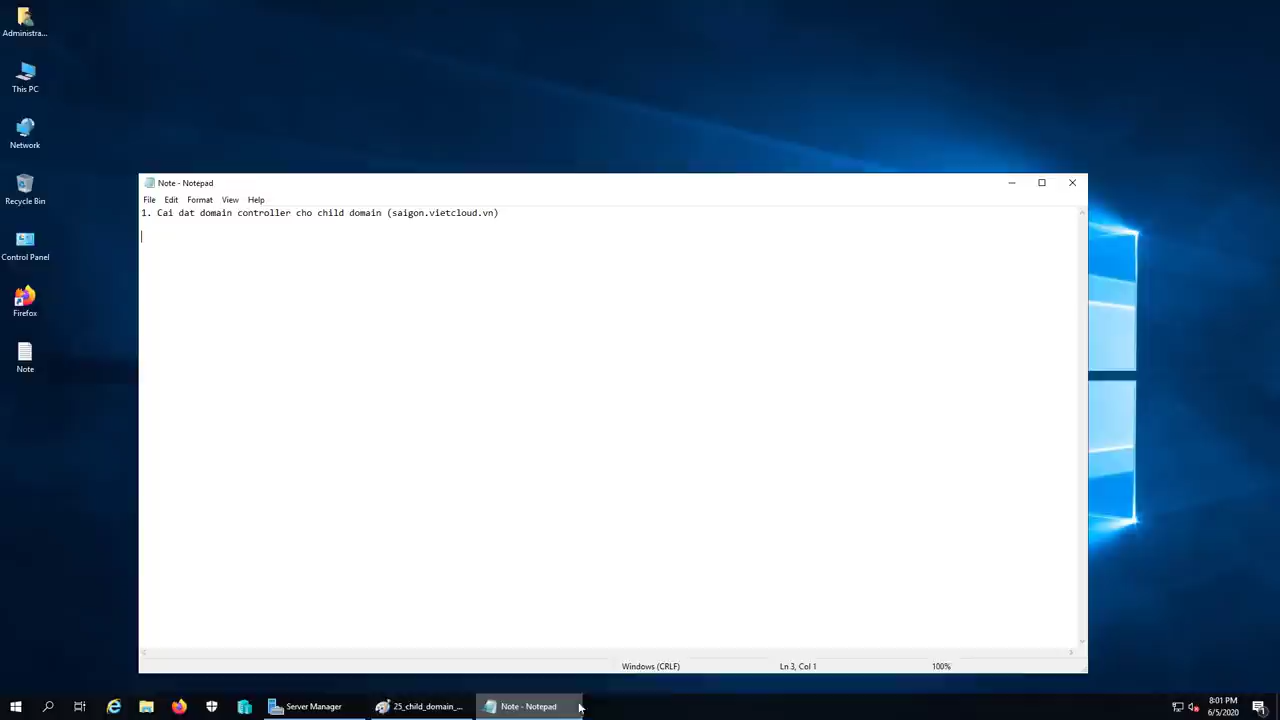 Administra...
This PC
Network
Recycle Bin
Control Panel
Firefox
Note
Note - Notepad
File Edit Format View Help
1. Cai dat domain controller cho child domain (saigon.vietcloud.vn)
Windows (CRLF) Ln 3, Col 1 100%
Server Manager 25_child_domain_... Note - Notepad
8:01 PM
6/5/2020